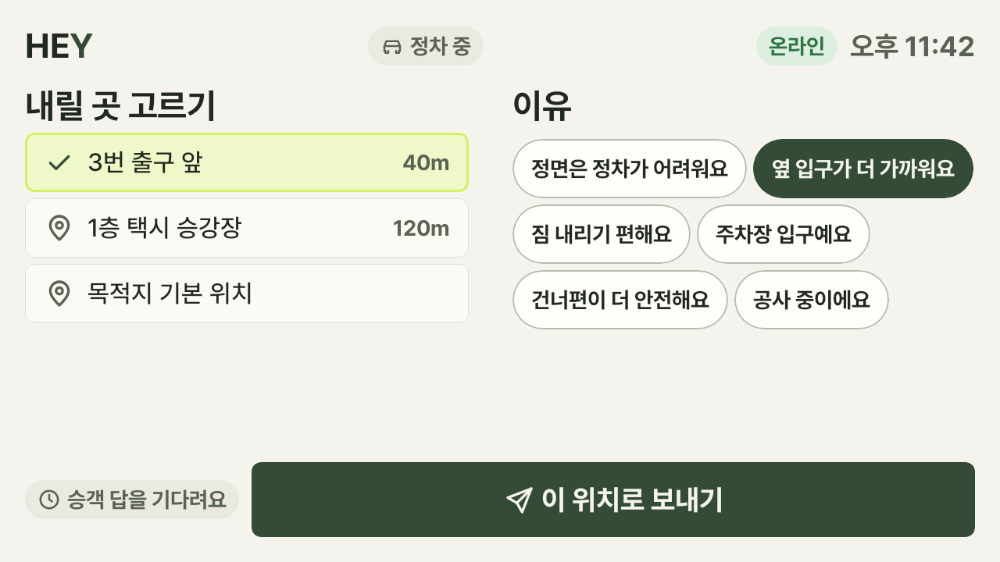 HEY
정차 중
온라인
오후 11:42
내릴 곳 고르기
3번 출구 앞
40m
1층 택시 승강장
120m
목적지 기본 위치
이유
정면은 정차가 어려워요
옆 입구가 더 가까워요
짐 내리기 편해요
주차장 입구예요
건너편이 더 안전해요
공사 중이에요
승객 답을 기다려요
이 위치로 보내기